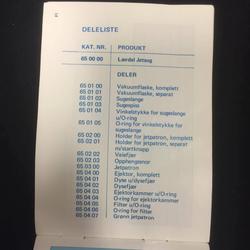 DELELISTE
KAT. NR. PRODUKT
65 00 00 Lærdal Jetsug
DELER
65 01 00 Vakuumflaske, komplett
65 01 01 Vakuumflaske, separat
65 01 02 Sugeslange
65 01 03 Sugespiss
65 01 04 Vinkelstykke for sugeslange
u/O-ring
65 01 05 O-ring for vinkelstykke for
sugeslange
65 02 00 Holder for jetpatron, komplett
65 02 01 Holder for jetpatron, separat
m/startknapp
65 02 02 Vaiefjær
65 02 03 Opphengsnor
65 03 00 Jetpatron
65 04 00 Ejektor, komplett
65 04 01 Dyse u/dysefjær
65 04 02 Dysefjær
65 04 03 Ejektorkammer u/O-ring
65 04 04 O-ring for ejektorkammer
65 04 05 Filter u/O-ring
65 04 06 O-ring for filter
65 04 07 Grønn jetpatron